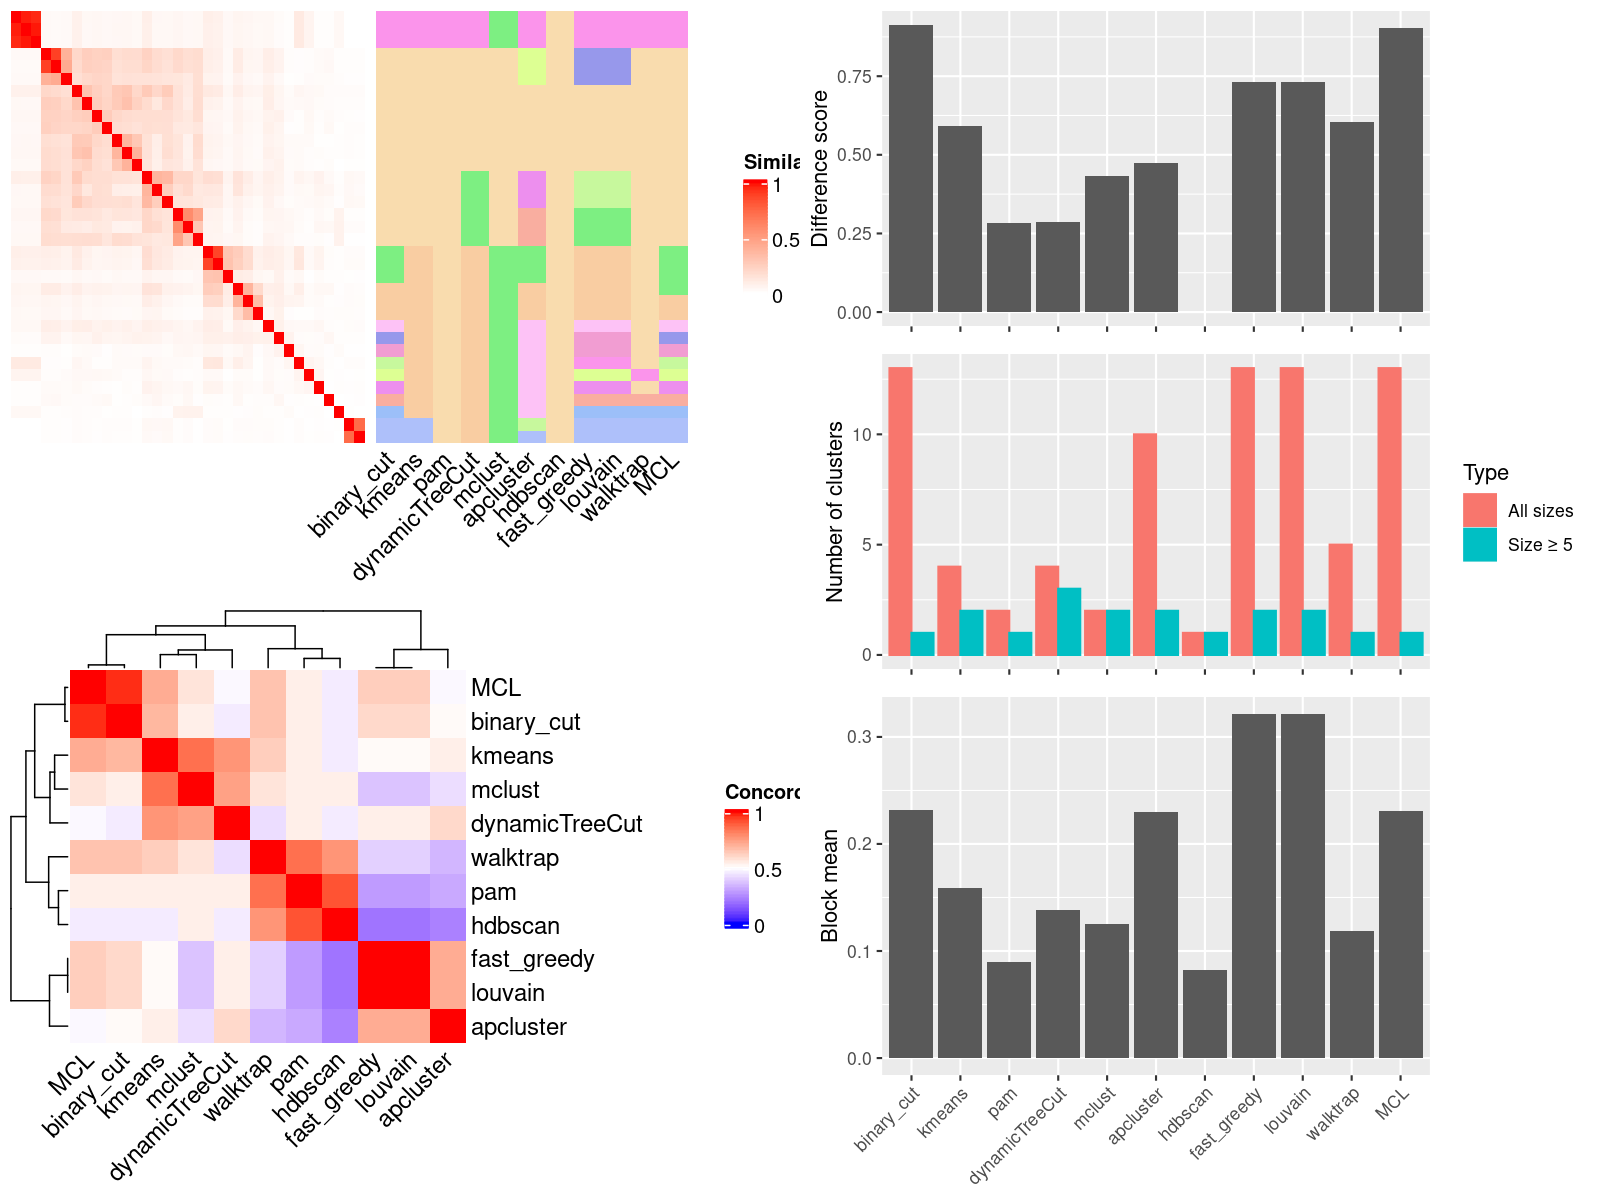 Simila
1
0.5
0
binary_cut
kmeans
pam
dynamicTreeCut
mclust
apcluster
hdbscan
fast_greedy
louvain
walktrap
MCL
Concord
1
0.5
0
MCL
binary_cut
kmeans
mclust
dynamicTreeCut
walktrap
pam
hdbscan
fast_greedy
louvain
apcluster
MCL
binary_cut
kmeans
mclust
dynamicTreeCut
walktrap
pam
hdbscan
fast_greedy
louvain
apcluster
Difference score
0.75
0.50
0.25
0.00
Number of clusters
10
5
0
Type
All sizes
Size ≥ 5
Block mean
0.3
0.2
0.1
0.0
binary_cut
kmeans
pam
dynamicTreeCut
mclust
apcluster
hdbscan
fast_greedy
louvain
walktrap
MCL